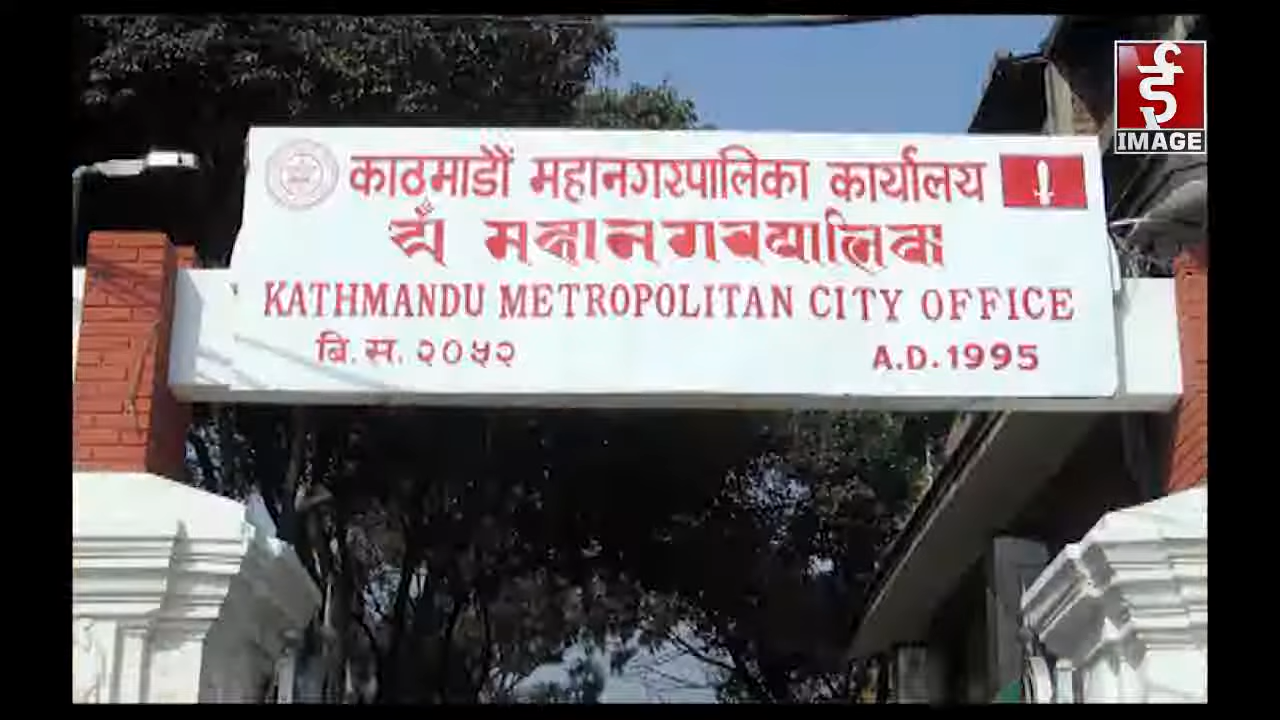 काठमाडौं महानगरपालिका कार्यालय
KATHMANDU METROPOLITAN CITY OFFICE
बि.स. २०५२
A.D. 1995
IMAGE